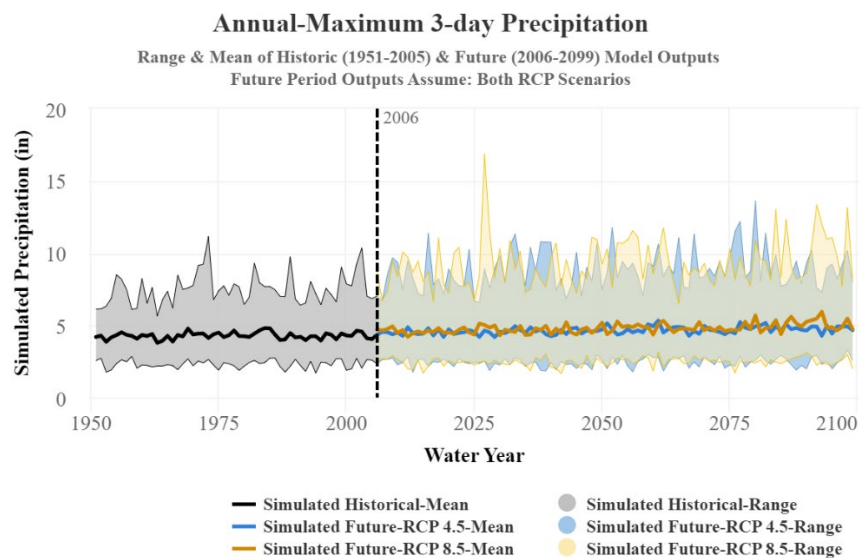 Annual-Maximum 3-day Precipitation
Range & Mean of Historic (1951-2005) & Future (2006-2099) Model Outputs
Future Period Outputs Assume: Both RCP Scenarios
Simulated Precipitation (in)
20
15
10
5
0
2006
1950
1975
2000
2025
2050
2075
2100
Water Year
Simulated Historical-Mean
Simulated Historical-Range
Simulated Future-RCP 4.5-Mean
Simulated Future-RCP 4.5-Range
Simulated Future-RCP 8.5-Mean
Simulated Future-RCP 8.5-Range